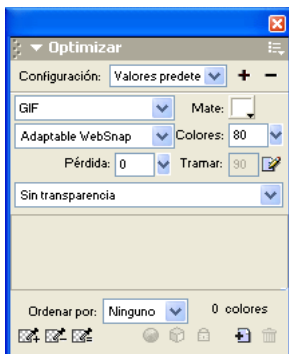 Optimizar
Configuración: Valores predete
GIF Mate:
Adaptable WebSnap Colores: 80
Pérdida: 0 Tramar: 90
Sin transparencia
Ordenar por: Ninguno 0 colores